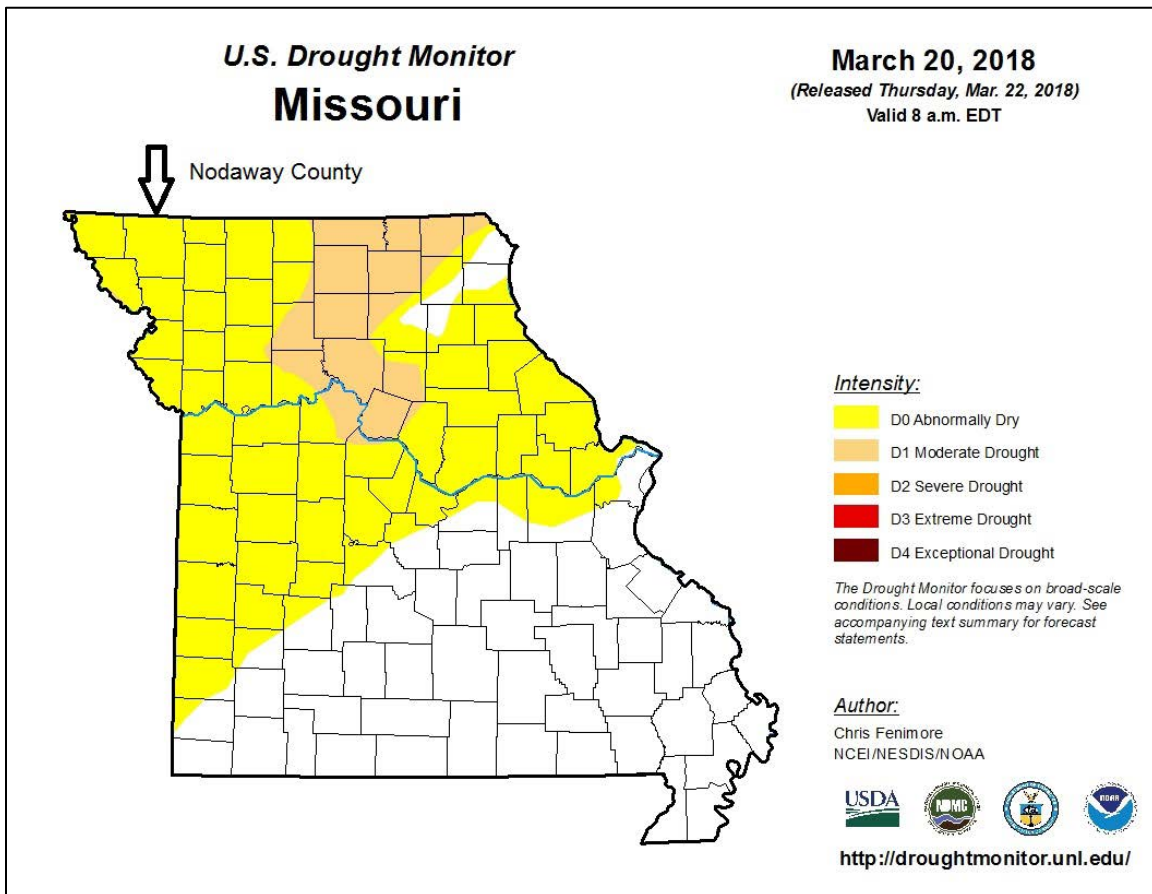 U.S. Drought Monitor
Missouri
March 20, 2018
(Released Thursday, Mar. 22, 2018)
Valid 8 a.m. EDT
Nodaway County
Intensity:
D0 Abnormally Dry
D1 Moderate Drought
D2 Severe Drought
D3 Extreme Drought
D4 Exceptional Drought
The Drought Monitor focuses on broad-scale
conditions. Local conditions may vary. See
accompanying text summary for forecast
statements.
Author:
Chris Fenimore
NCEI/NESDIS/NOAA
USDA
NDMC
NOAA
http://droughtmonitor.unl.edu/